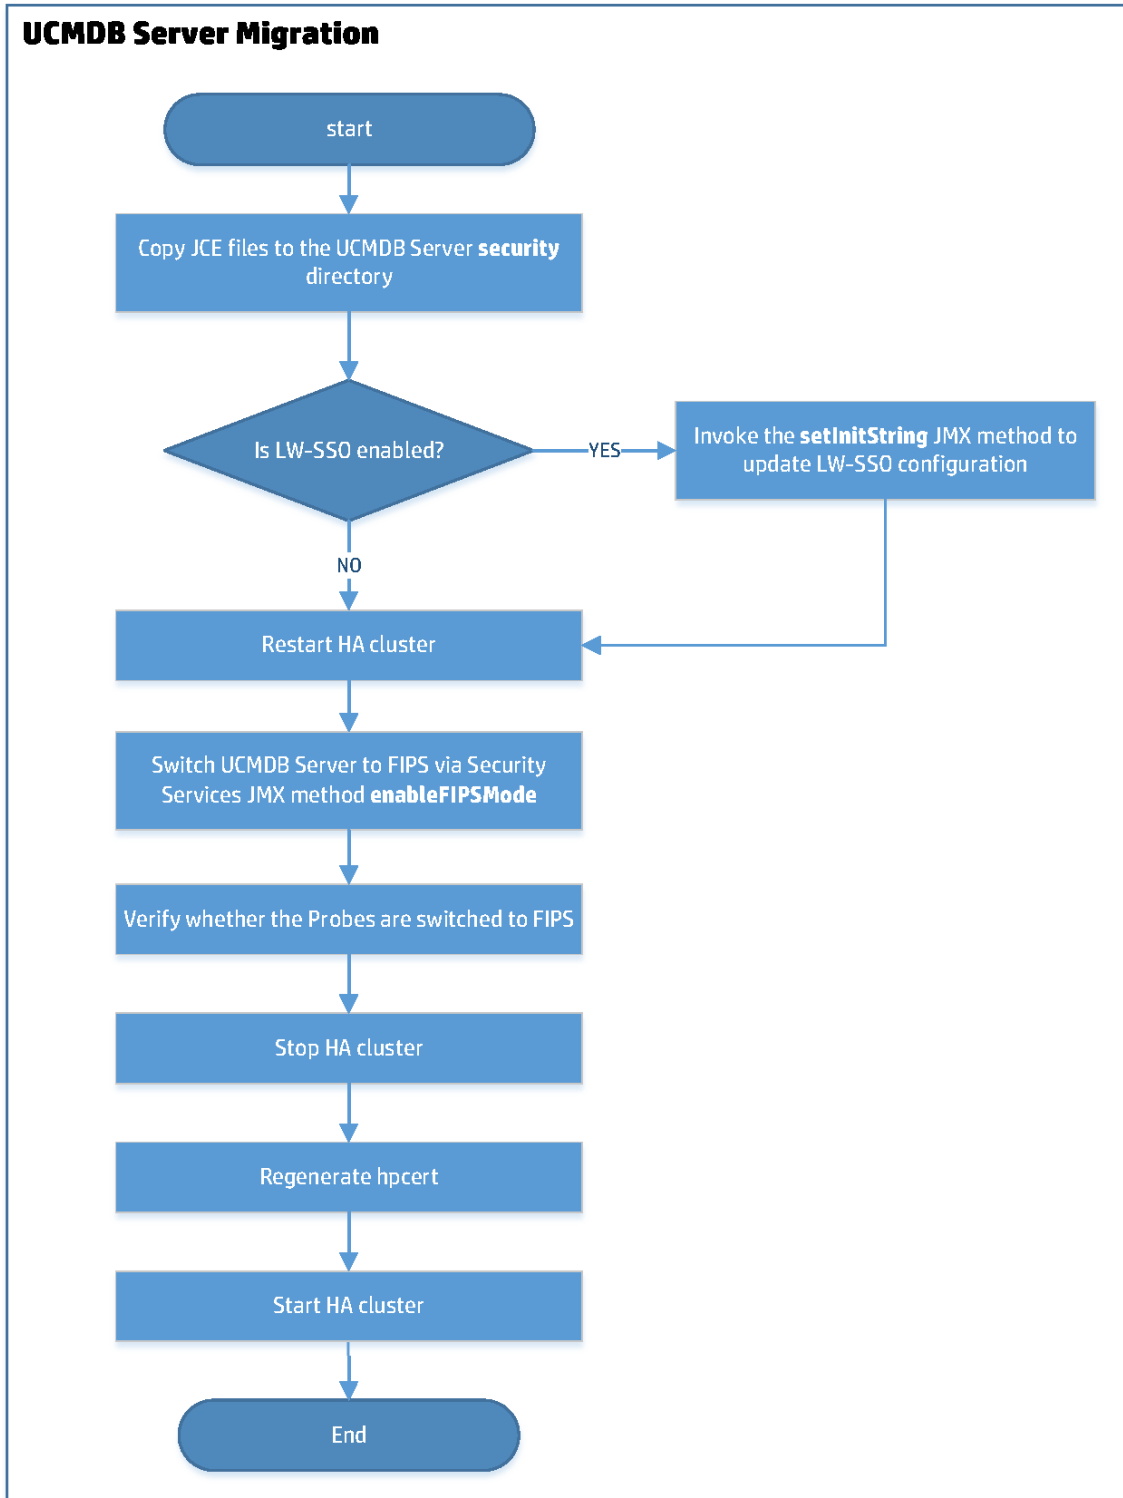 UCMDB Server Migration
start
Copy JCE files to the UCMDB Server security
directory
Is LW-SSO enabled?
YES
Invoke the setInitString JMX method to
update LW-SSO configuration
NO
Restart HA cluster
Switch UCMDB Server to FIPS via Security
Services JMX method enableFIPSMode
Verify whether the Probes are switched to FIPS
Stop HA cluster
Regenerate hpcert
Start HA cluster
End